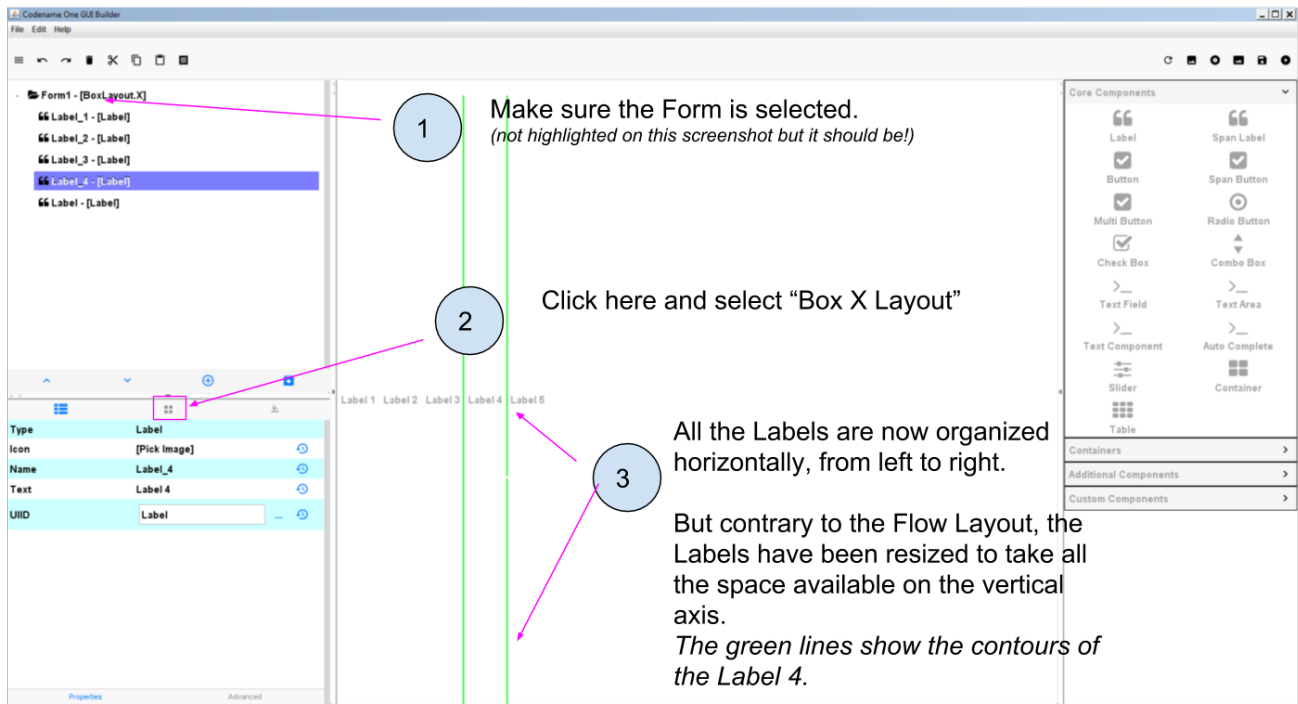 Codename One GUI Builder
File Edit Help
Form1 - [BoxLayout.X]
Label_1 - [Label]
Label_2 - [Label]
Label_3 - [Label]
Label_4 - [Label]
Label - [Label]
1
Make sure the Form is selected.
(not highlighted on this screenshot but it should be!)
2
Click here and select “Box X Layout”
Label 1 Label 2 Label 3 Label 4 Label 5
3
All the Labels are now organized
horizontally, from left to right.
But contrary to the Flow Layout, the
Labels have been resized to take all
the space available on the vertical
axis.
The green lines show the contours of
the Label 4.
Type Label
Icon [Pick Image]
Name Label_4
Text Label 4
UIID Label ...
Properties Advanced
Core Components
Label Span Label
Button Span Button
Multi Button Radio Button
Check Box Combo Box
Text Field Text Area
Text Component Auto Complete
Slider Container
Table
Containers
Additional Components
Custom Components